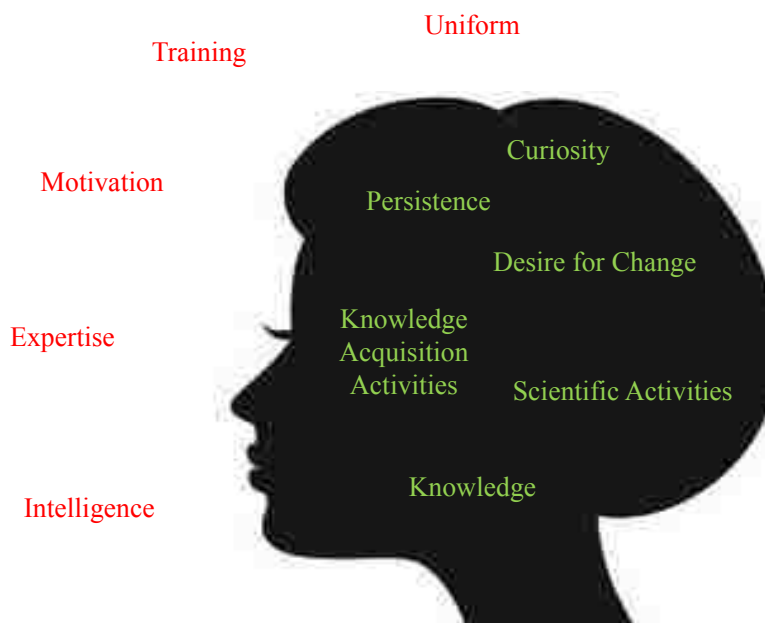 Uniform
Training
Curiosity
Motivation
Persistence
Desire for Change
Knowledge
Acquisition
Activities
Expertise
Scientific Activities
Knowledge
Intelligence